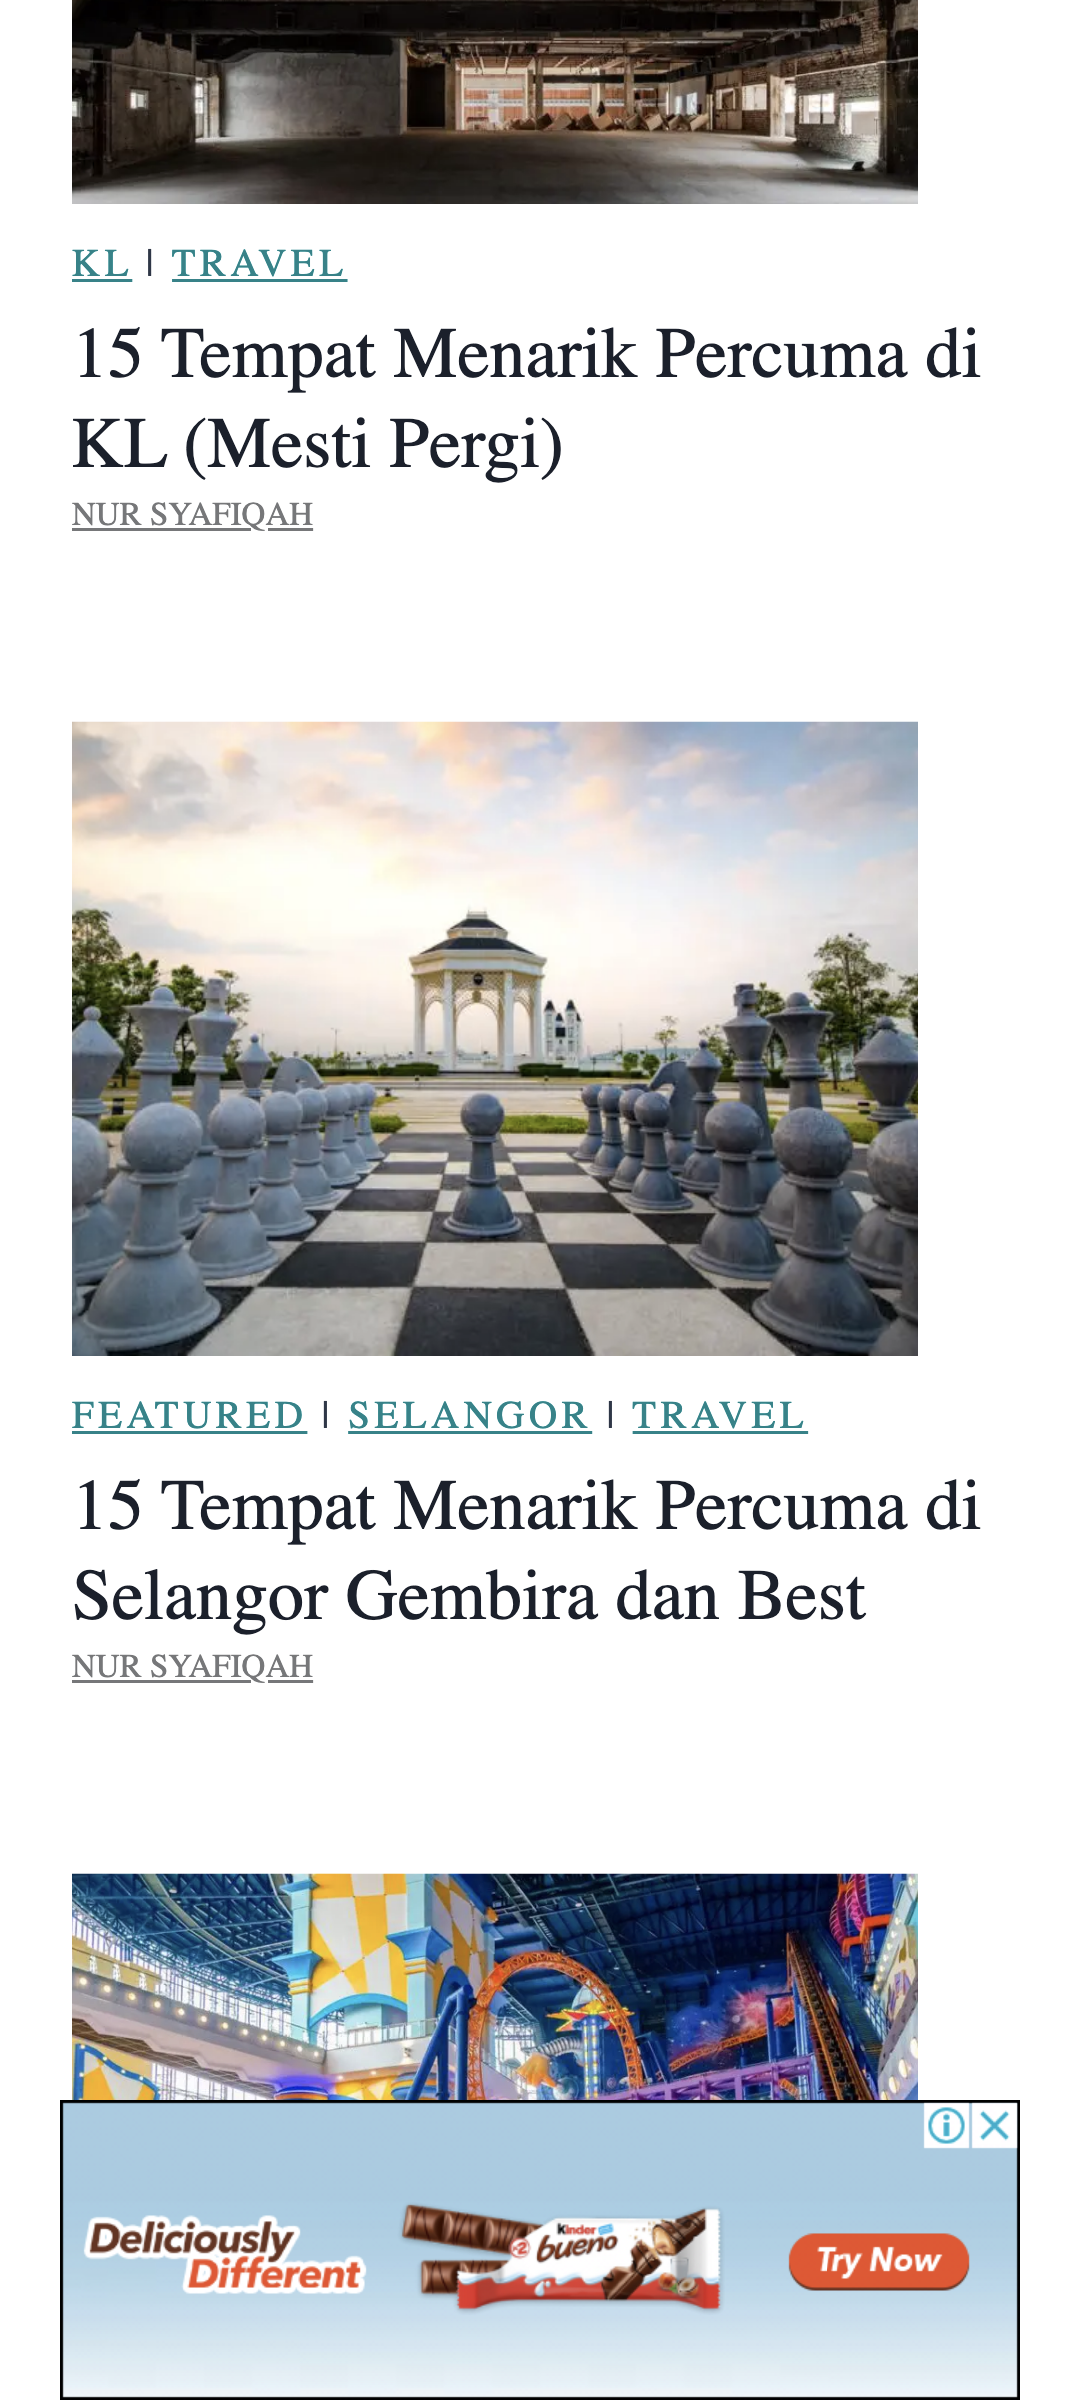 KL | TRAVEL
15 Tempat Menarik Percuma di
KL (Mesti Pergi)
NUR SYAFIQAH
FEATURED | SELANGOR | TRAVEL
15 Tempat Menarik Percuma di
Selangor Gembira dan Best
NUR SYAFIQAH
Deliciously
Different
Kinder
bueno
x2
Try Now